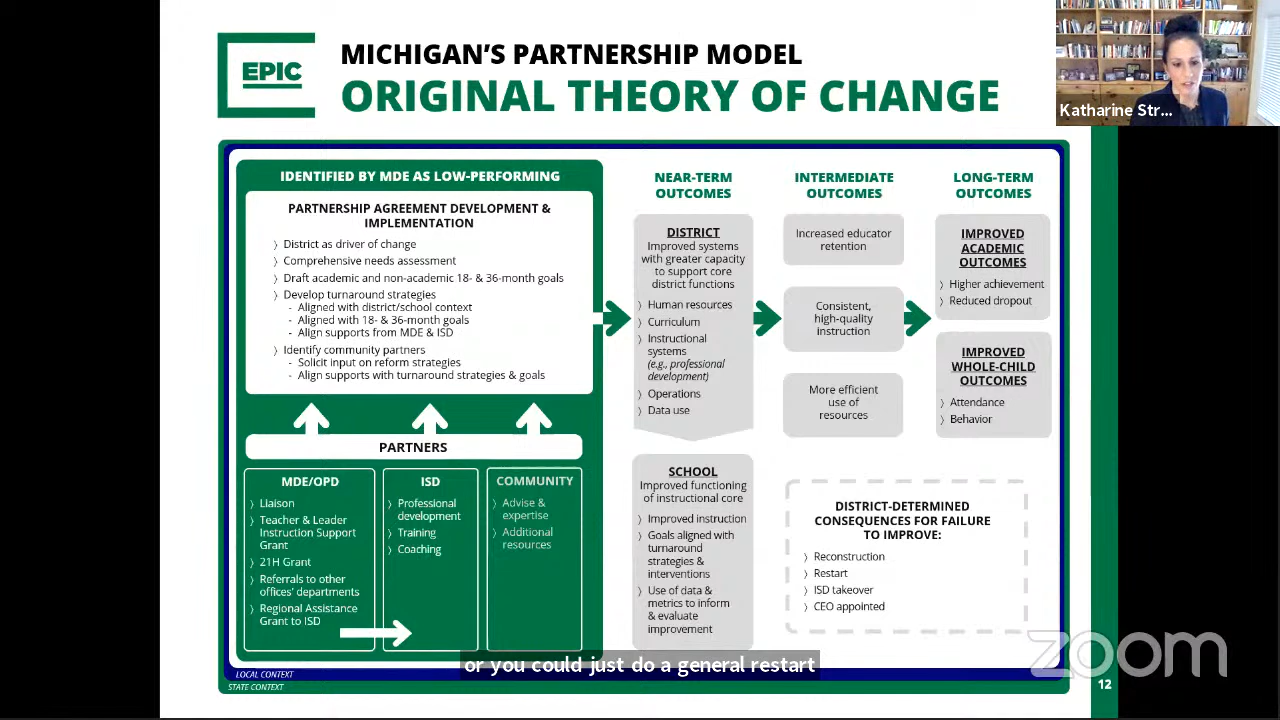 EPIC
MICHIGAN'S PARTNERSHIP MODEL
ORIGINAL THEORY OF CHANGE
Katharine Str...
IDENTIFIED BY MDE AS LOW-PERFORMING
PARTNERSHIP AGREEMENT DEVELOPMENT &
IMPLEMENTATION
〉 District as driver of change
〉 Comprehensive needs assessment
〉 Draft academic and non-academic 18- & 36-month goals
〉 Develop turnaround strategies
- Aligned with district/school context
- Aligned with 18- & 36-month goals
- Align supports from MDE & ISD
〉 Identify community partners
- Solicit input on reform strategies
- Align supports with turnaround strategies & goals
PARTNERS
MDE/OPD
〉 Liaison
〉 Teacher & Leader
Instruction Support
Grant
〉 21H Grant
〉 Referrals to other
offices' departments
〉 Regional Assistance
Grant to ISD
ISD
〉 Professional
development
〉 Training
〉 Coaching
COMMUNITY
〉 Advise &
expertise
〉 Additional
resources
NEAR-TERM
OUTCOMES
DISTRICT
Improved systems
with greater capacity
to support core
district functions
〉 Human resources
〉 Curriculum
〉 Instructional
systems
(e.g., professional
development)
〉 Operations
〉 Data use
SCHOOL
Improved functioning
of instructional core
〉 Improved instruction
〉 Goals aligned with
turnaround
strategies &
interventions
〉 Use of data &
metrics to inform
& evaluate
improvement
INTERMEDIATE
OUTCOMES
Increased educator
retention
Consistent,
high-quality
instruction
More efficient
use of
resources
LONG-TERM
OUTCOMES
IMPROVED
ACADEMIC
OUTCOMES
〉 Higher achievement
〉 Reduced dropout
IMPROVED
WHOLE-CHILD
OUTCOMES
〉 Attendance
〉 Behavior
DISTRICT-DETERMINED
CONSEQUENCES FOR FAILURE
TO IMPROVE:
〉 Reconstruction
〉 Restart
〉 ISD takeover
〉 CEO appointed
or you could just do a general restart
LOCAL CONTEXT
STATE CONTEXT
zoom
12